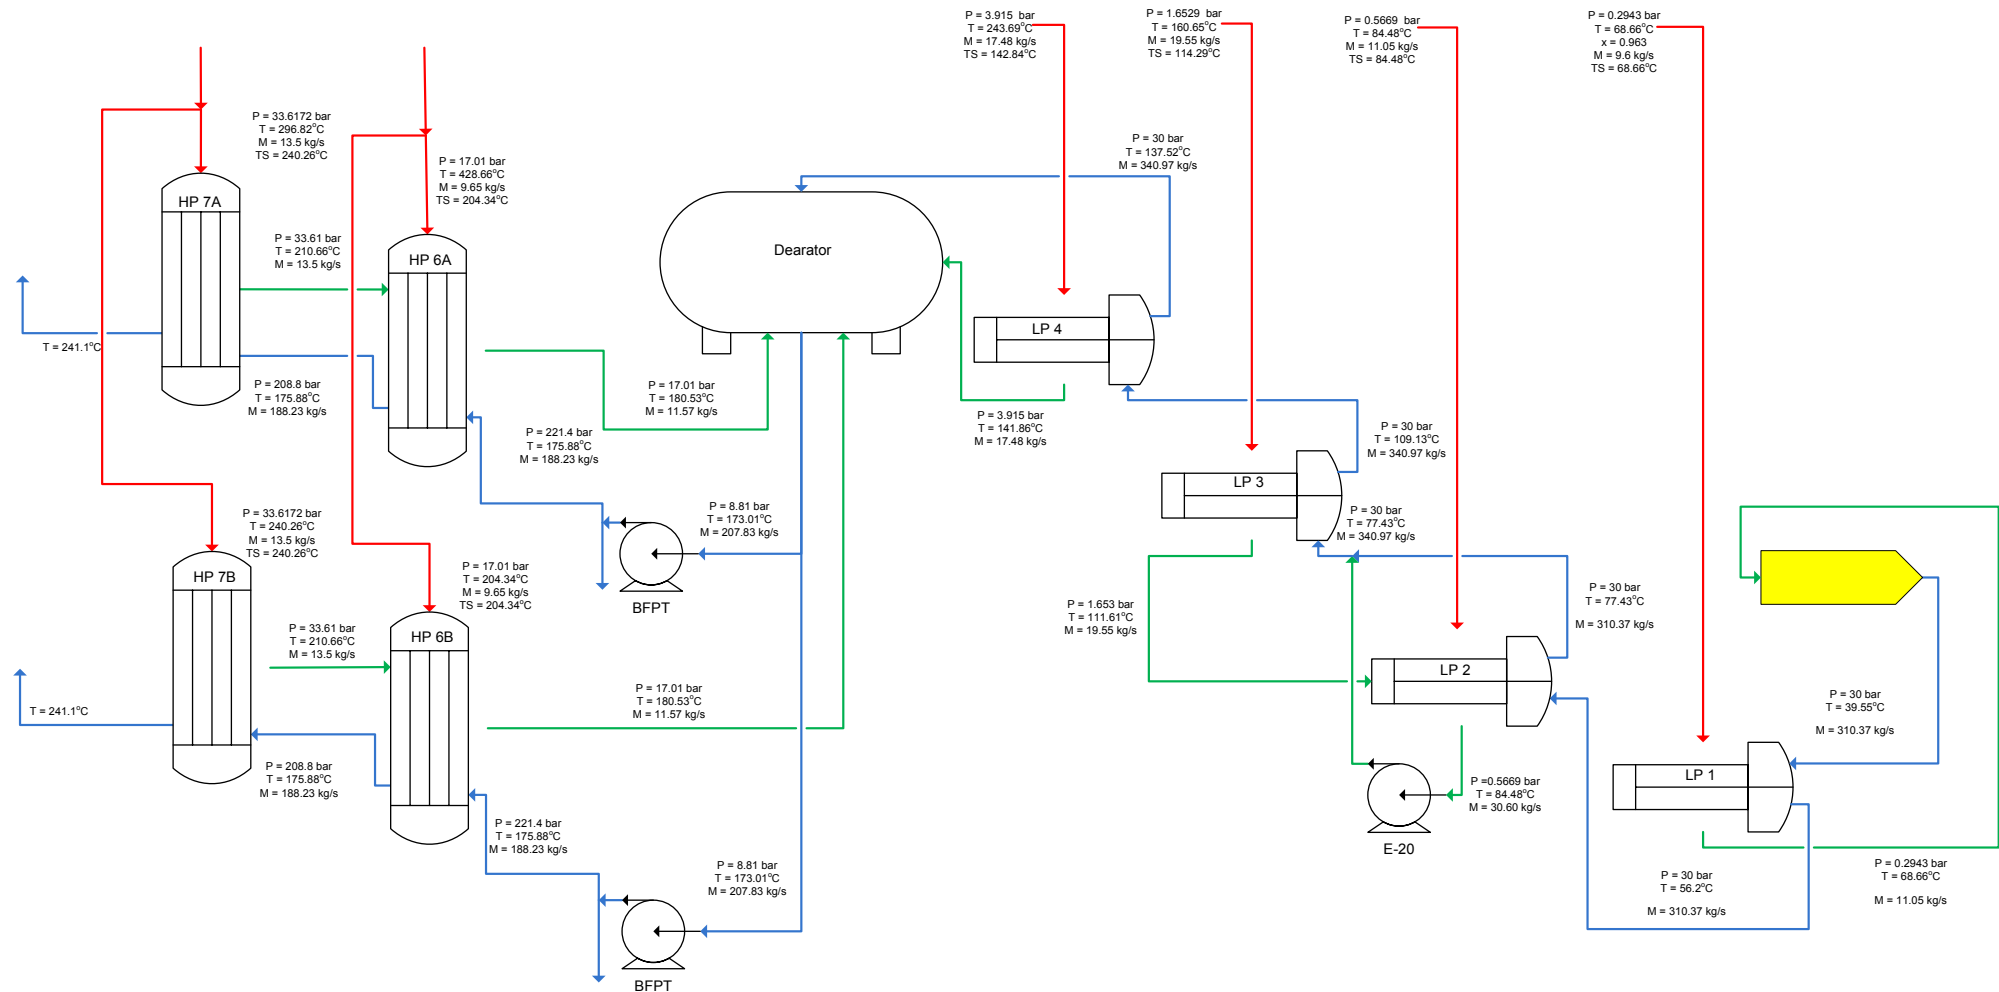 P = 3.915 bar
T = 243.69°C
M = 17.48 kg/s
TS = 142.84°C
P = 1.6529 bar
T = 160.65°C
M = 19.55 kg/s
TS = 114.29°C
P = 0.5669 bar
T = 84.48°C
M = 11.05 kg/s
TS = 84.48°C
P = 0.2943 bar
T = 68.66°C
x = 0.963
M = 9.6 kg/s
TS = 68.66°C
P = 33.6172 bar
T = 296.82°C
M = 13.5 kg/s
TS = 240.26°C
P = 17.01 bar
T = 428.66°C
M = 9.65 kg/s
TS = 204.34°C
P = 30 bar
T = 137.52°C
M = 340.97 kg/s
HP 7A
P = 33.61 bar
T = 210.66°C
M = 13.5 kg/s
HP 6A
Dearator
T = 241.1°C
LP 4
P = 208.8 bar
T = 175.88°C
M = 188.23 kg/s
P = 17.01 bar
T = 180.53°C
M = 11.57 kg/s
P = 3.915 bar
T = 141.86°C
M = 17.48 kg/s
P = 221.4 bar
T = 175.88°C
M = 188.23 kg/s
P = 30 bar
T = 109.13°C
M = 340.97 kg/s
LP 3
P = 8.81 bar
T = 173.01°C
M = 207.83 kg/s
P = 30 bar
T = 77.43°C
M = 340.97 kg/s
P = 33.6172 bar
T = 240.26°C
M = 13.5 kg/s
TS = 240.26°C
HP 7B
P = 17.01 bar
T = 204.34°C
M = 9.65 kg/s
TS = 204.34°C
BFPT
P = 1.653 bar
T = 111.61°C
M = 19.55 kg/s
P = 30 bar
T = 77.43°C
M = 310.37 kg/s
P = 33.61 bar
T = 210.66°C
M = 13.5 kg/s
HP 6B
LP 2
T = 241.1°C
P = 17.01 bar
T = 180.53°C
M = 11.57 kg/s
P = 30 bar
T = 39.55°C
M = 310.37 kg/s
P = 208.8 bar
T = 175.88°C
M = 188.23 kg/s
P =0.5669 bar
T = 84.48°C
M = 30.60 kg/s
LP 1
P = 221.4 bar
T = 175.88°C
M = 188.23 kg/s
E-20
P = 8.81 bar
T = 173.01°C
M = 207.83 kg/s
P = 30 bar
T = 56.2°C
M = 310.37 kg/s
P = 0.2943 bar
T = 68.66°C
M = 11.05 kg/s
BFPT